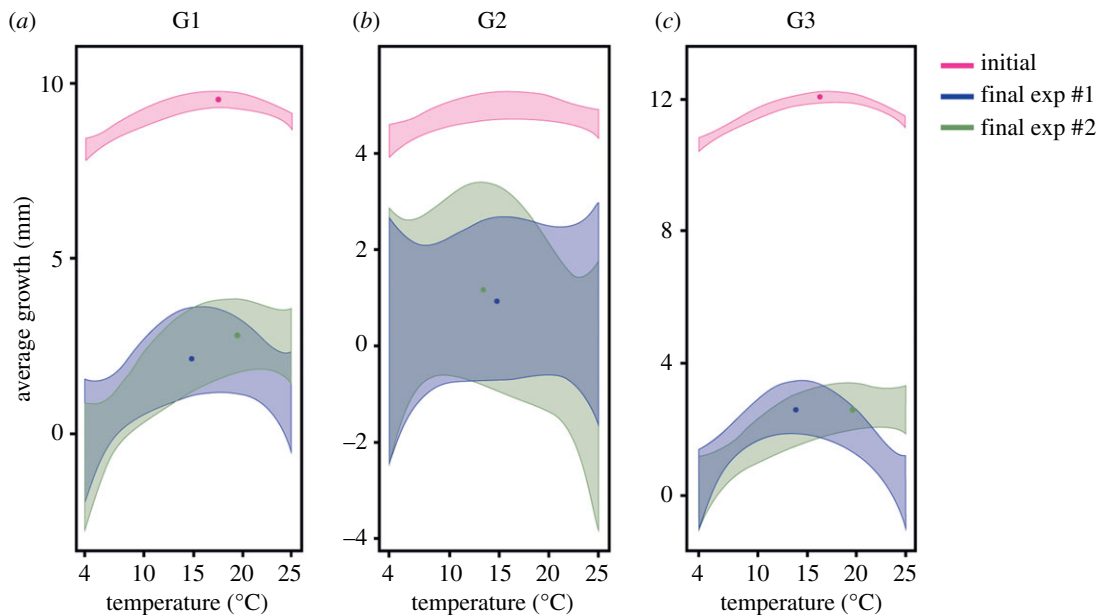 (a) G1
(b) G2
(c) G3
initial
final exp #1
final exp #2
average growth (mm)
10
5
0
4 10 15 20 25
temperature (°C)
4
2
0
–2
–4
4 10 15 20 25
temperature (°C)
12
8
4
0
4 10 15 20 25
temperature (°C)